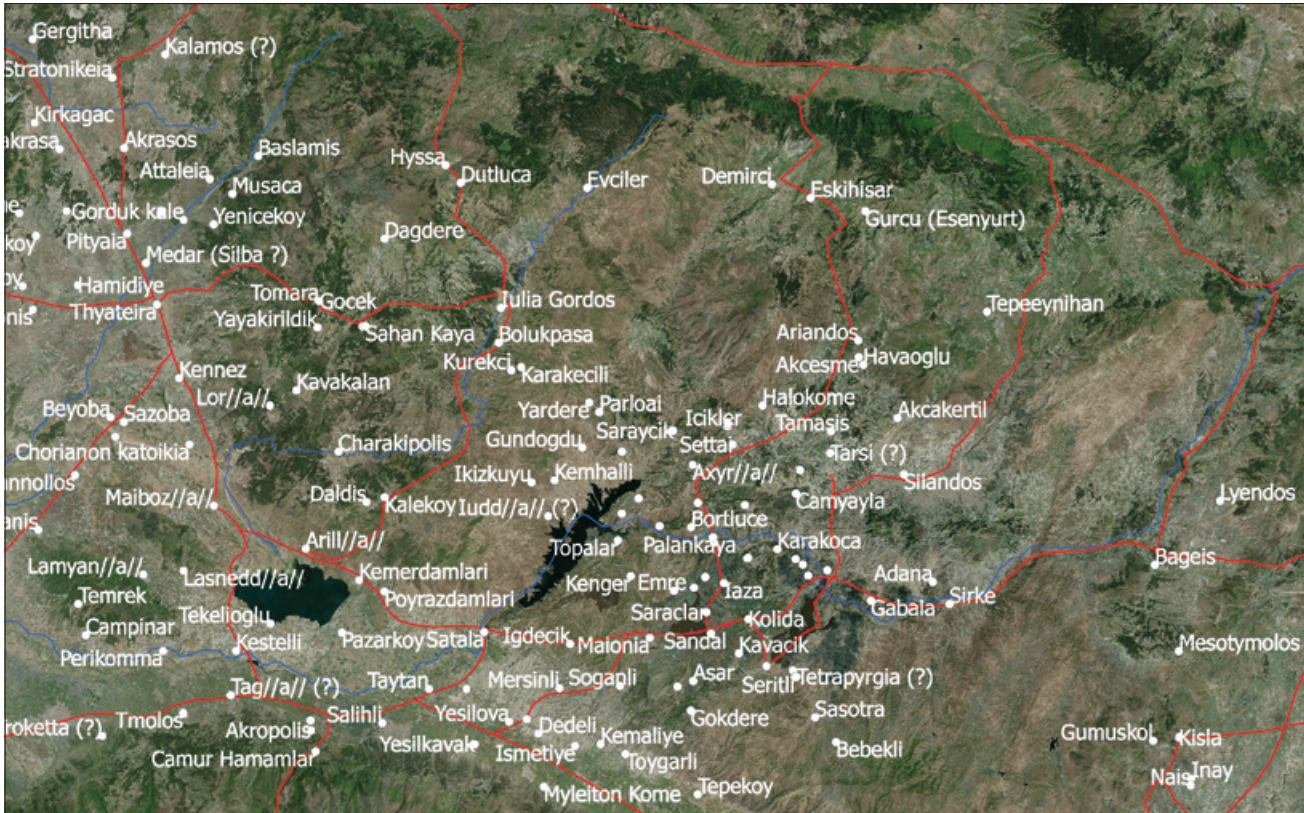 Gergitha
Kalamos (?)
Stratonikeia
Kirkagac
akrasa
Akrasos
Baslamis
Hyssa
Dutluca
Attaleia
Musaca
Evciler
Demirci
Eskihisar
Gorduk kale
Yenicekoy
Gurcu (Esenyurt)
Pityaia
Dagdere
koy
Medar (Silba ?)
Hamidiye
Tomara
Gocek
Iulia Gordos
Tepeeynihan
Thyateira
Yayakirildik
Sahan Kaya
Bolukpasa
Ariandos
Havaoglu
Akcesme
Kurekci
Karakecili
Kennez
Kavakalan
Lor//a//
Yardere
Parloai
Halokome
Beyoba
Sazoba
Saraycik
Icikler
Tamasis
Akcakertil
Chorianon katoikia
Charakipolis
Gundogdu
Settai
Tarsi (?)
annollos
Ikizkuyu
Kemhalli
Axyr//a//
Silandos
Maiboz//a//
Daldis
Kalekoy
Iudd//a// (?)
Camyayla
Lyendos
anis
Bortluce
Arill//a//
Topalar
Palankaya
Karakoca
Bageis
Lamyan//a//
Lasnedd//a//
Kemerdamlari
Kenger
Emre
Iaza
Adana
Temrek
Poyrazdamlari
Gabala
Sirke
Tekelioglu
Saraclar
Kolida
Campinar
Kestelli
Pazarkoy
Satala
Igdecik
Maionia
Sandal
Kavacik
Mesotymolos
Perikomma
Asar
Seritli
Tetrapyrgia (?)
Tag//a// (?)
Taytan
Mersinli
Soganli
Tmolos
Akropolis
Salihli
Yesilova
Gokdere
Sasotra
roketta (?)
Dedeli
Kemaliye
Bebekli
Gumuskol
Kisla
Camur Hamamlar
Yesilkavak
Ismetiye
Toygarli
Inay
Nais
Myleiton Kome
Tepekoy